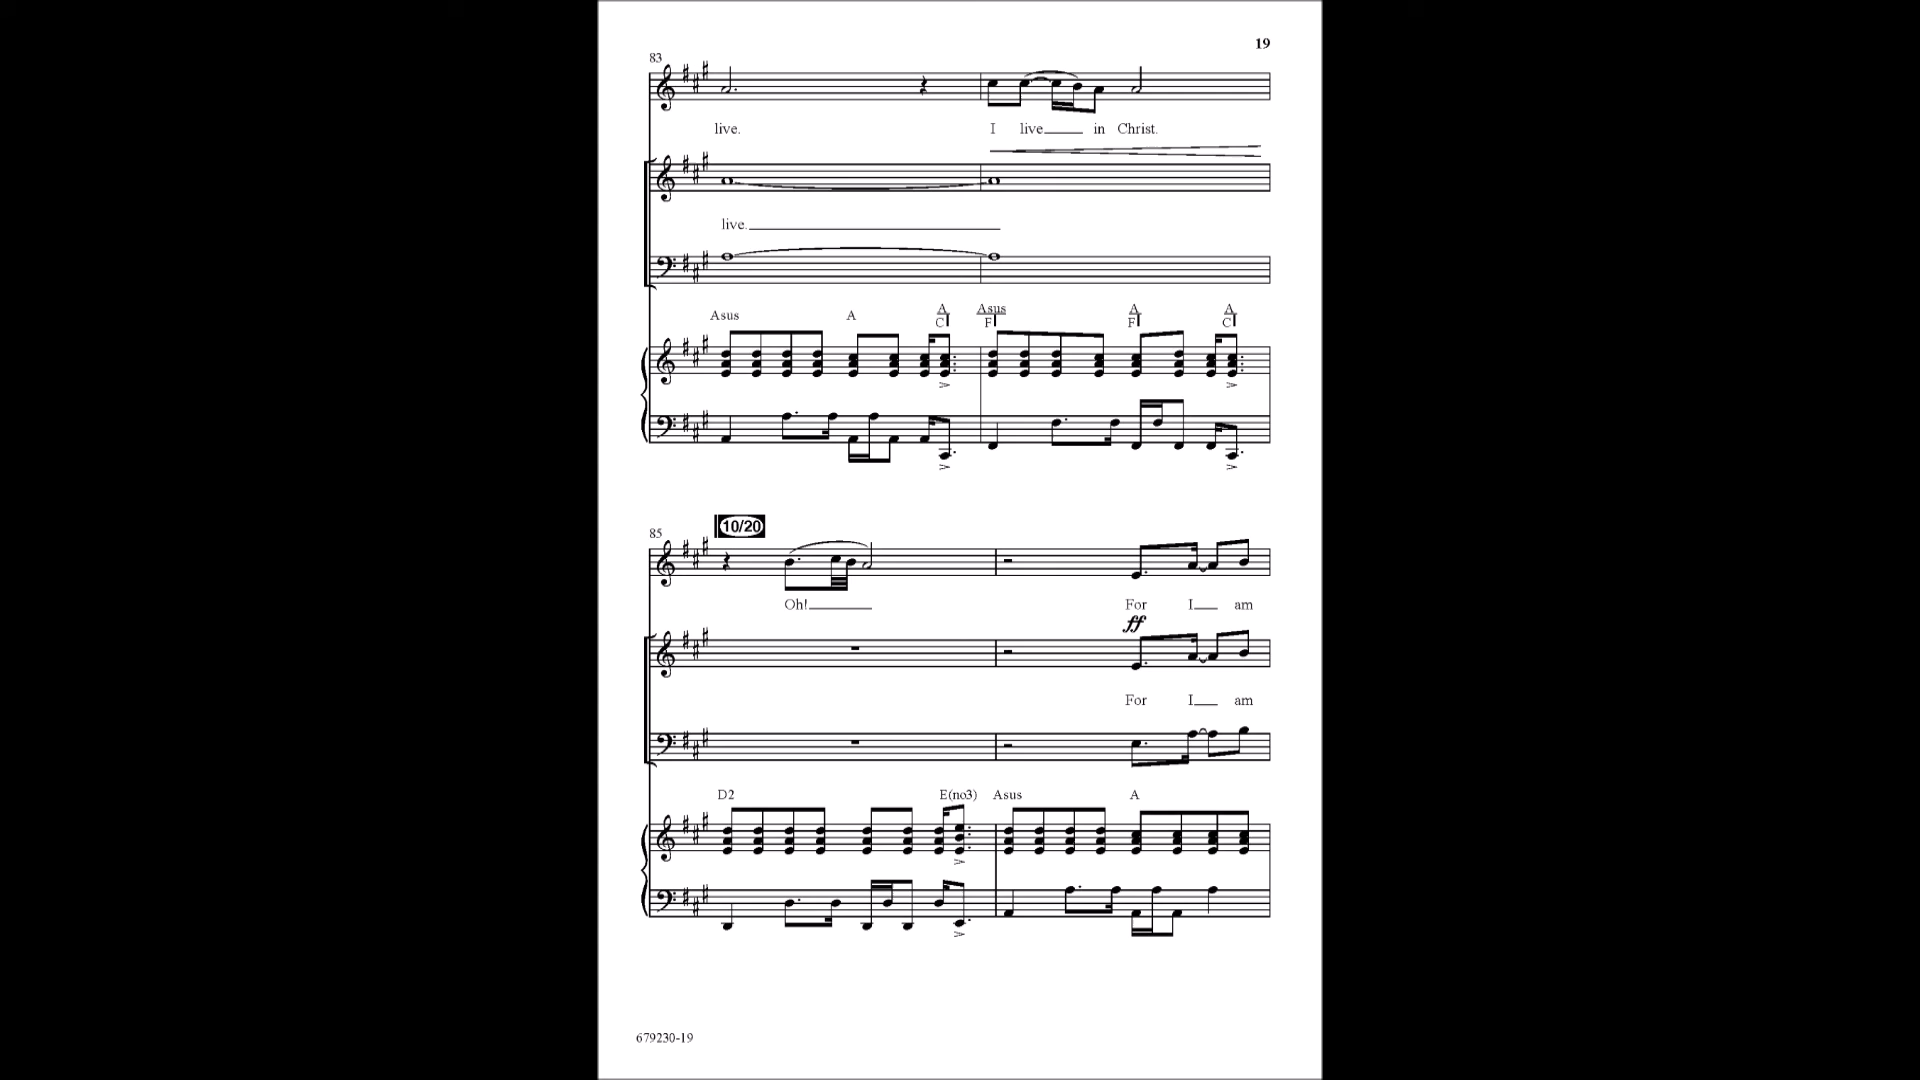 19
83
live.
I live in Christ.
live.
Asus A A Asus A A
C F F C
85
10/20
Oh! For I am
ff
For I am
D2 E(no3) Asus A
679230-19